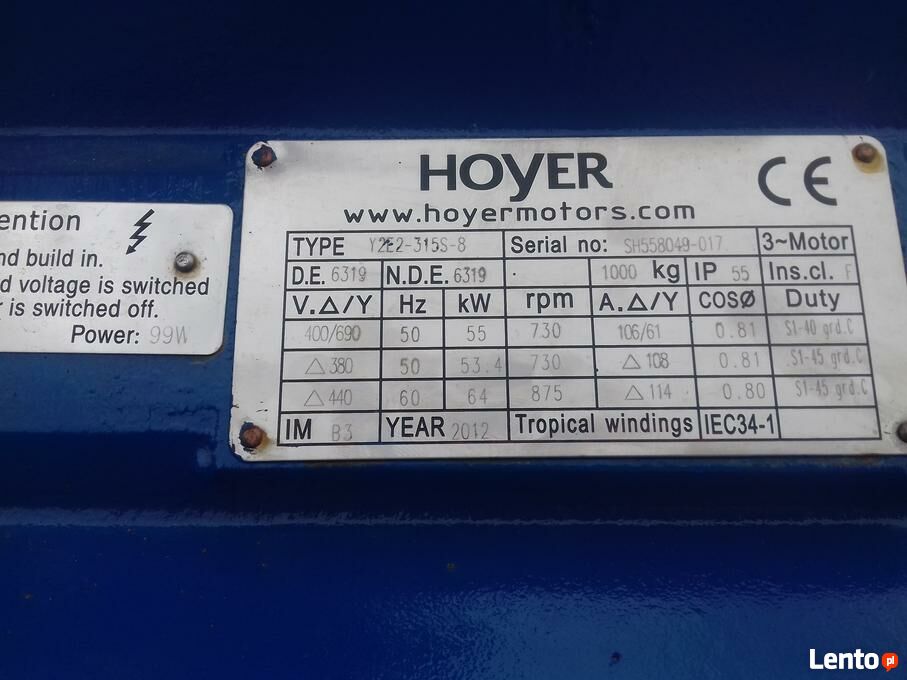 ention
nd build in.
d voltage is switched
r is switched off.
Power: 99W
HOYER
www.hoyermotors.com
CE
TYPE Y2E2-315S-8 Serial no: SH558049-017 3~Motor
D.E. 6319 N.D.E. 6319 1000 kg IP 55 Ins.cl. F
V.△/Y Hz kW rpm A.△/Y COSØ Duty
400/690 50 55 730 106/61 0.81 S1-40 grd.C
△380 50 53.4 730 △108 0.81 S1-45 grd.C
△440 60 64 875 △114 0.80 S1-45 grd.C
IM B3 YEAR 2012 Tropical windings IEC34-1
Lento.pl